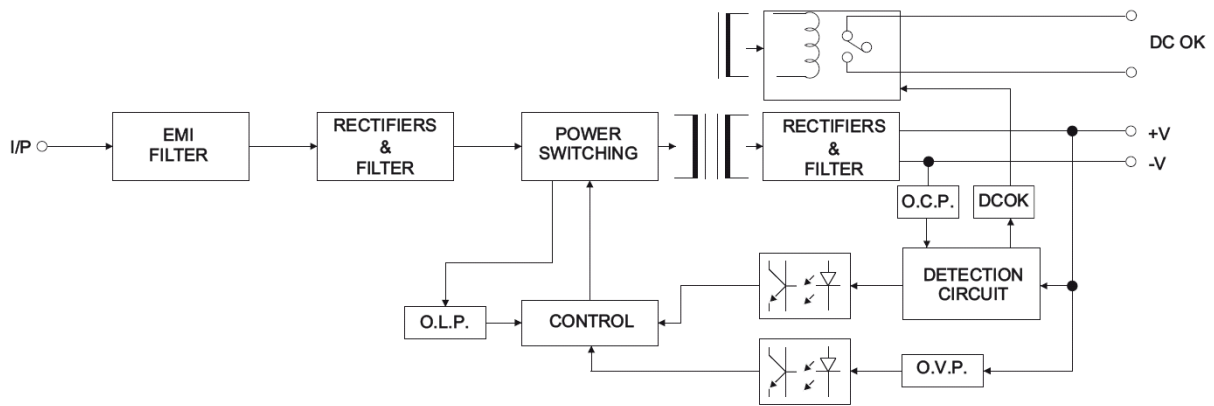 DC OK
I/P
EMI
FILTER
RECTIFIERS
&
FILTER
POWER
SWITCHING
RECTIFIERS
&
FILTER
+V
-V
O.C.P.
DCOK
DETECTION
CIRCUIT
O.L.P.
CONTROL
O.V.P.